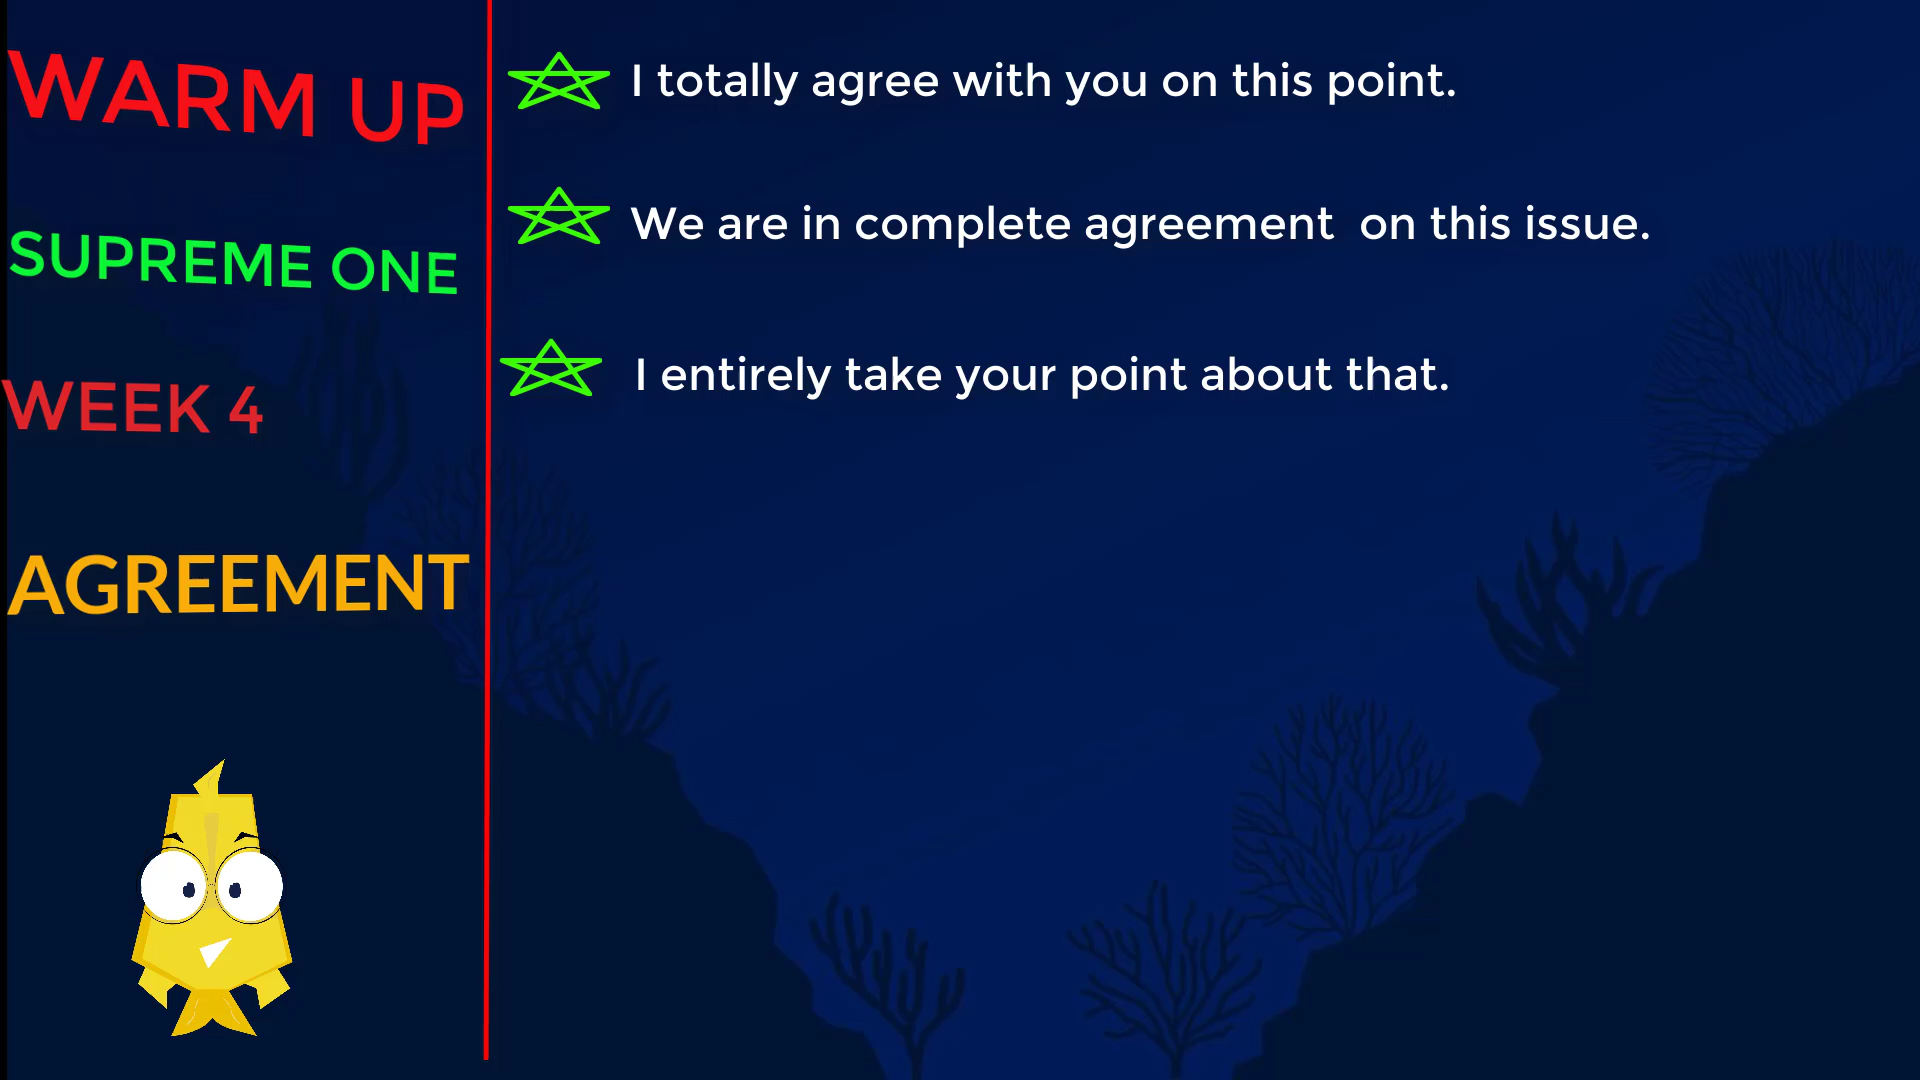 WARM UP
SUPREME ONE
WEEK 4
AGREEMENT
I totally agree with you on this point.
We are in complete agreement  on this issue.
I entirely take your point about that.